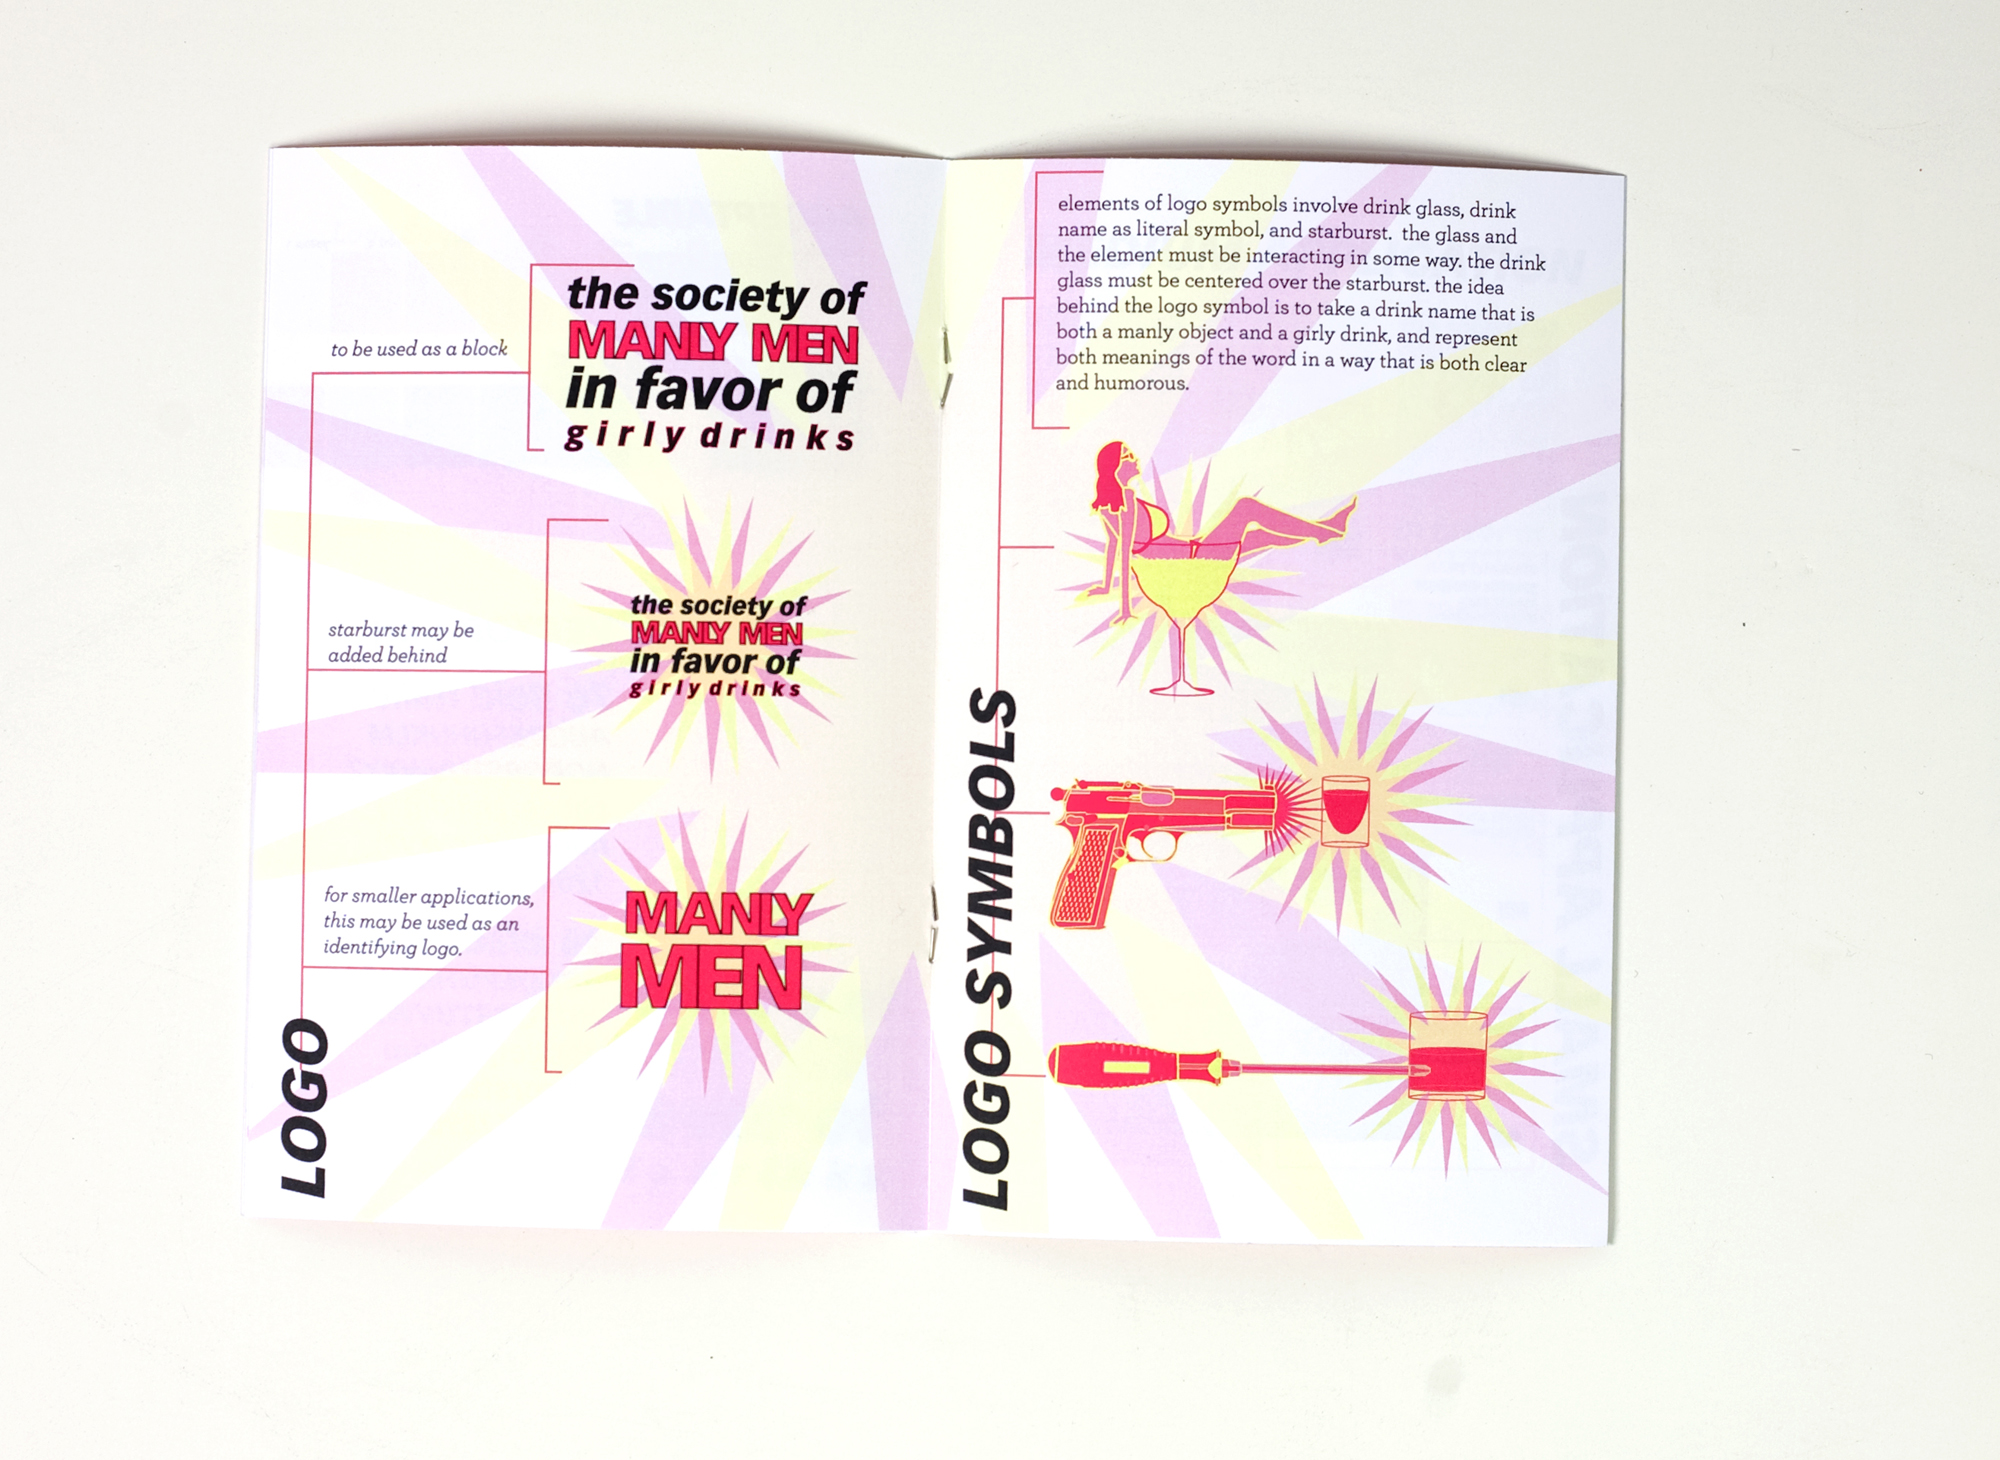 to be used as a block
the society of
MANLY MEN
in favor of
girly drinks
starburst may be
added behind
the society of
MANLY MEN
in favor of
girly drinks
for smaller applications,
this may be used as an
identifying logo.
MANLY
MEN
LOGO
elements of logo symbols involve drink glass, drink
name as literal symbol, and starburst. the glass and
the element must be interacting in some way. the drink
glass must be centered over the starburst. the idea
behind the logo symbol is to take a drink name that is
both a manly object and a girly drink, and represent
both meanings of the word in a way that is both clear
and humorous.
LOGO SYMBOLS